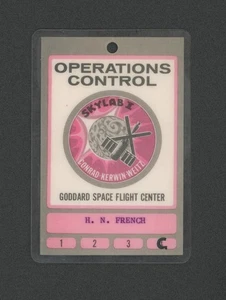 OPERATIONS
CONTROL
SKYLAB I
CONRAD·KERWIN·WEITZ
GODDARD SPACE FLIGHT CENTER
H. N. FRENCH
1 2 3 C